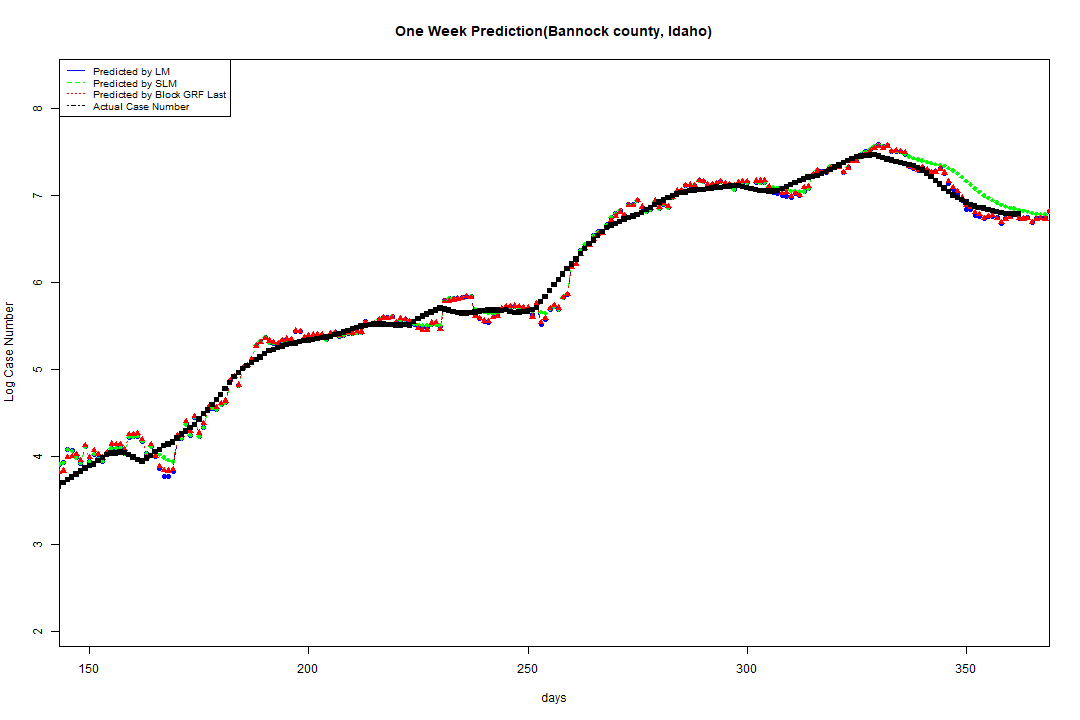 One Week Prediction(Bannock county, Idaho)
Predicted by LM
Predicted by SLM
Predicted by Block GRF Last
Actual Case Number
8
7
6
5
4
3
2
Log Case Number
150 200 250 300 350
days